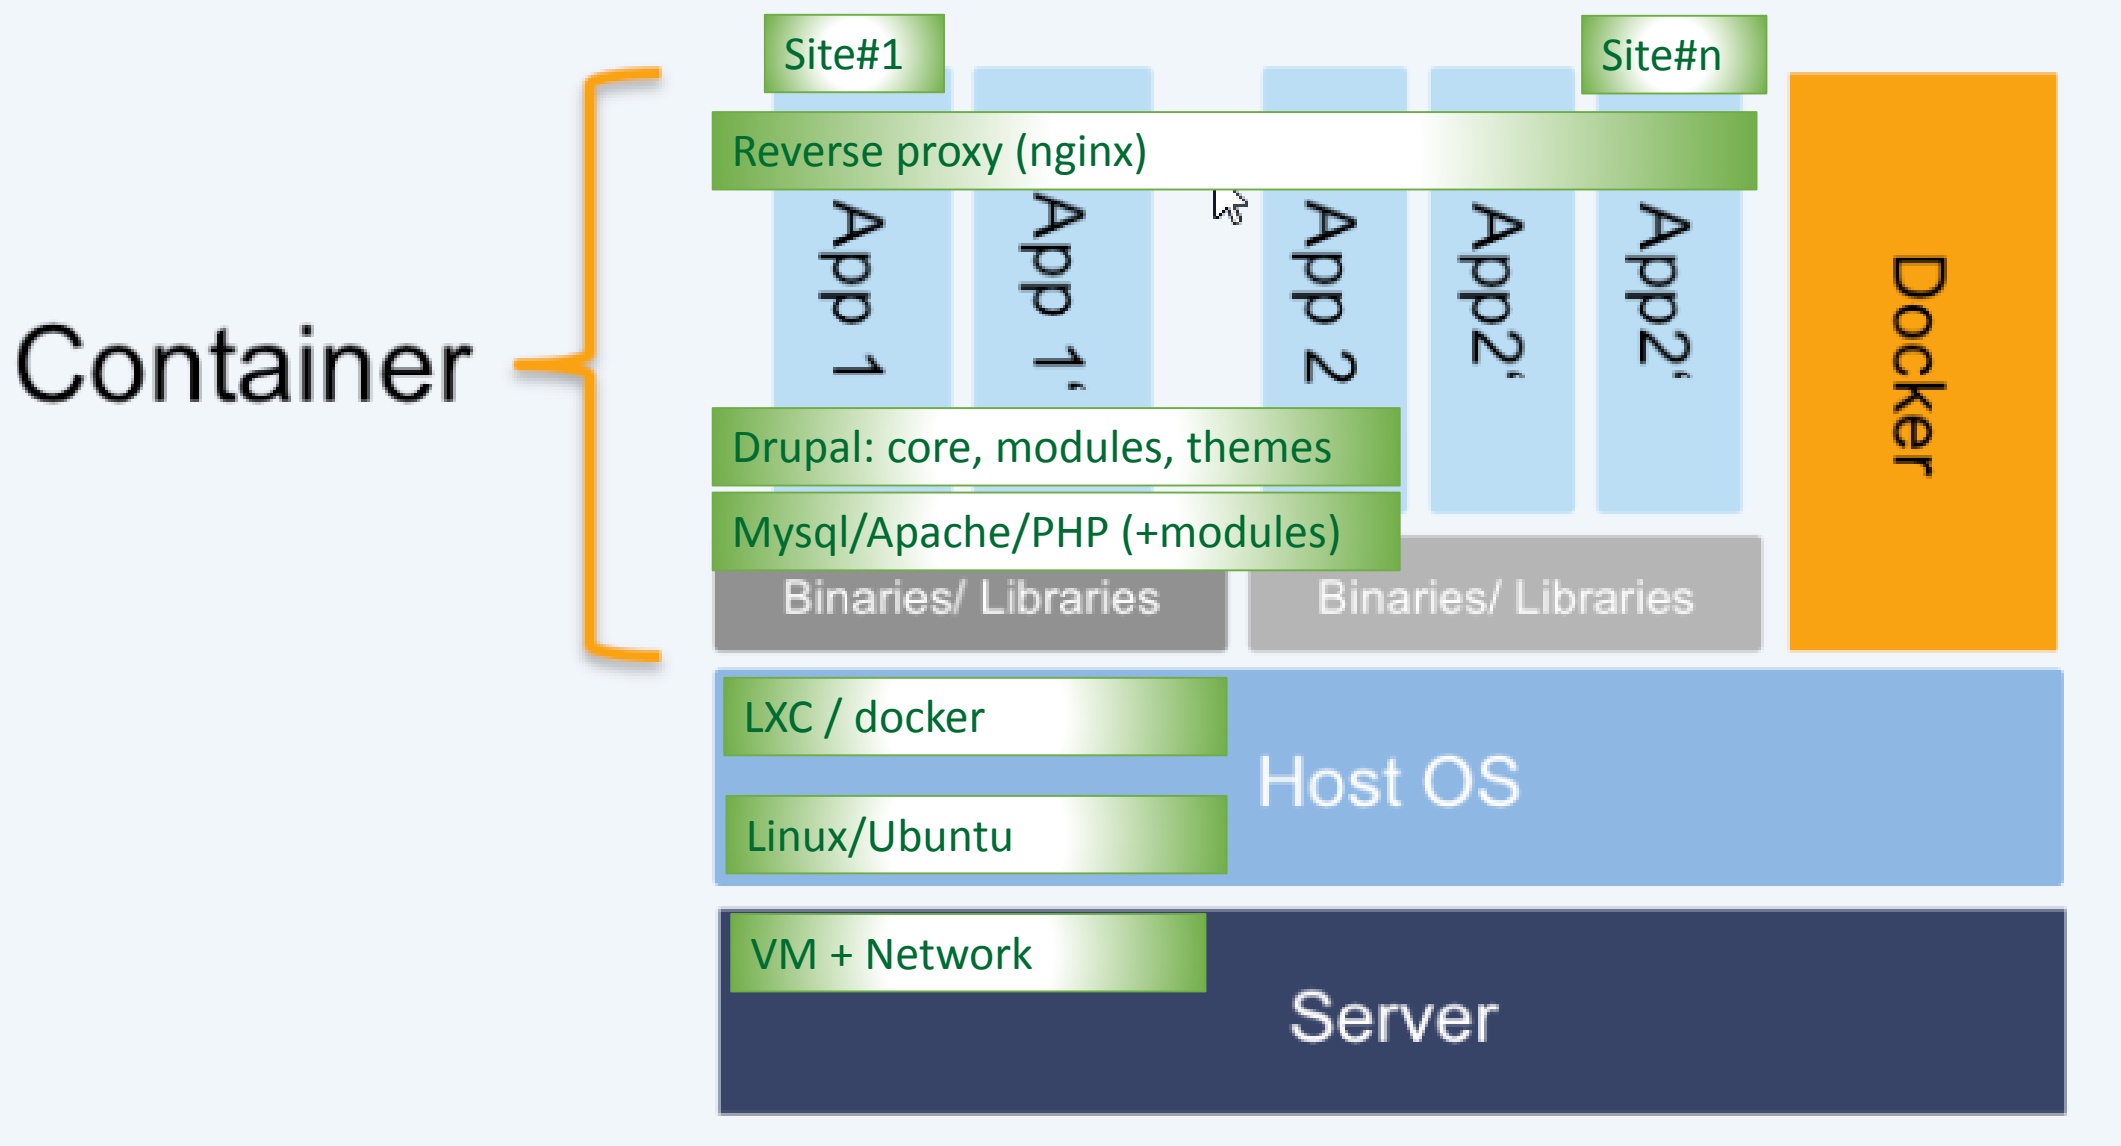 Site#1
Site#n
Reverse proxy (nginx)
App 1
App 1‘
App 2
App2‘
App2‘
Docker
Container
Drupal: core, modules, themes
Mysql/Apache/PHP (+modules)
Binaries/ Libraries
Binaries/ Libraries
LXC / docker
Host OS
Linux/Ubuntu
VM + Network
Server